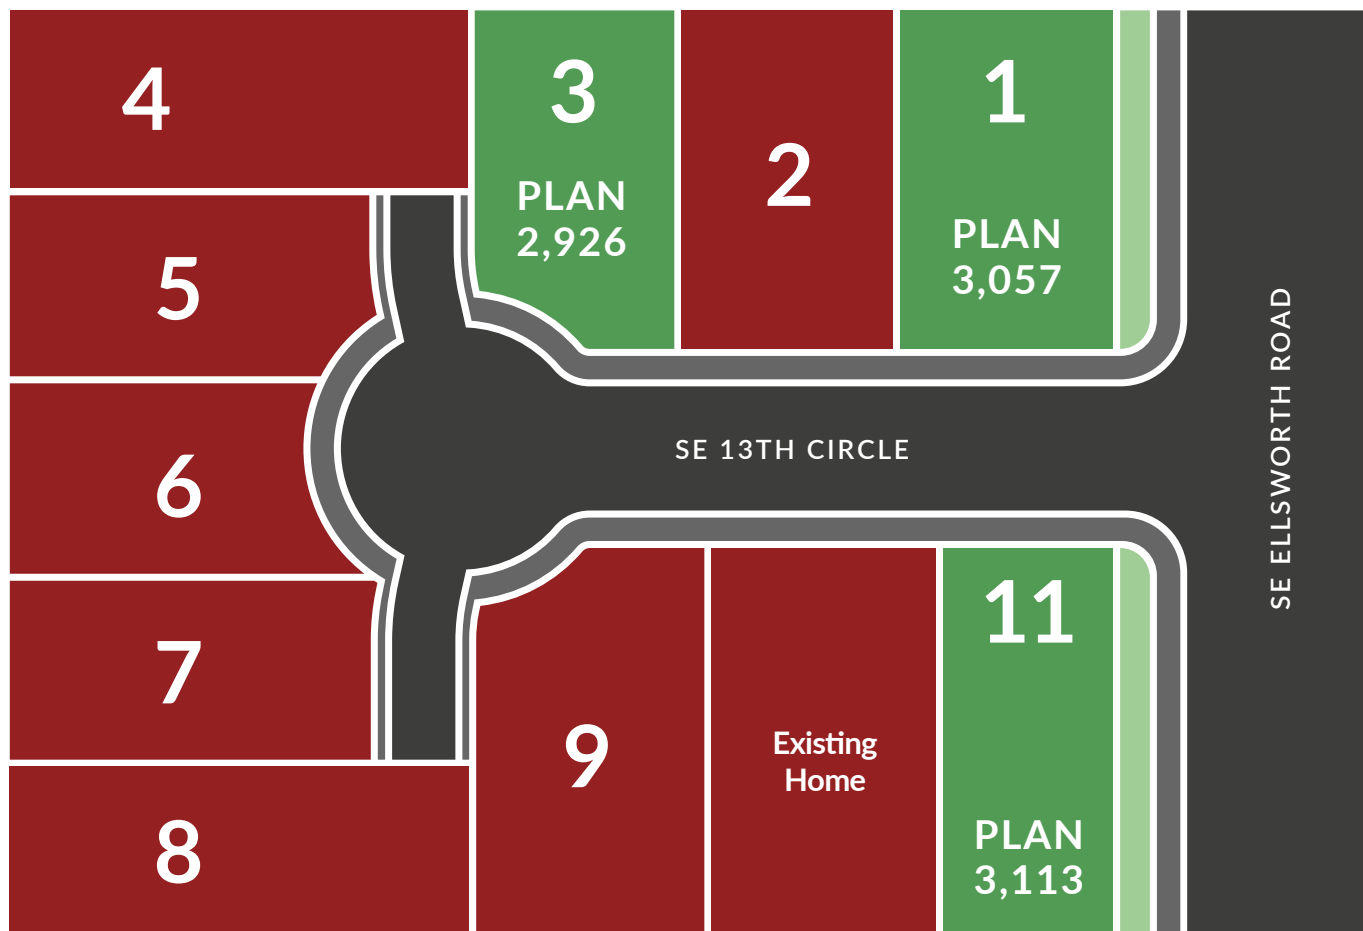 4
3
PLAN
2,926
2
1
PLAN
3,057
5
6
7
8
SE 13TH CIRCLE
SE ELLSWORTH ROAD
9
Existing
Home
11
PLAN
3,113